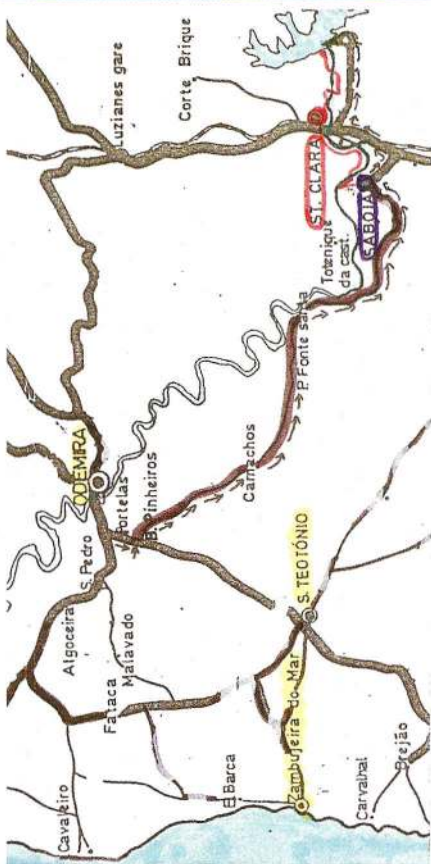 Cavaleiro
Algoceira
S. Pedro
ODEMIRA
Luzianes gare
Corte Brique
Fataca
Malavado
Portelas
B. Pinheiros
ST. CLARA
Totenique
da cast.
SABOIA
Camachos
P. Fonte santa
E. Barca
Zambujeira do Mar
S. TEOTÓNIO
Carvalhal
Brejão